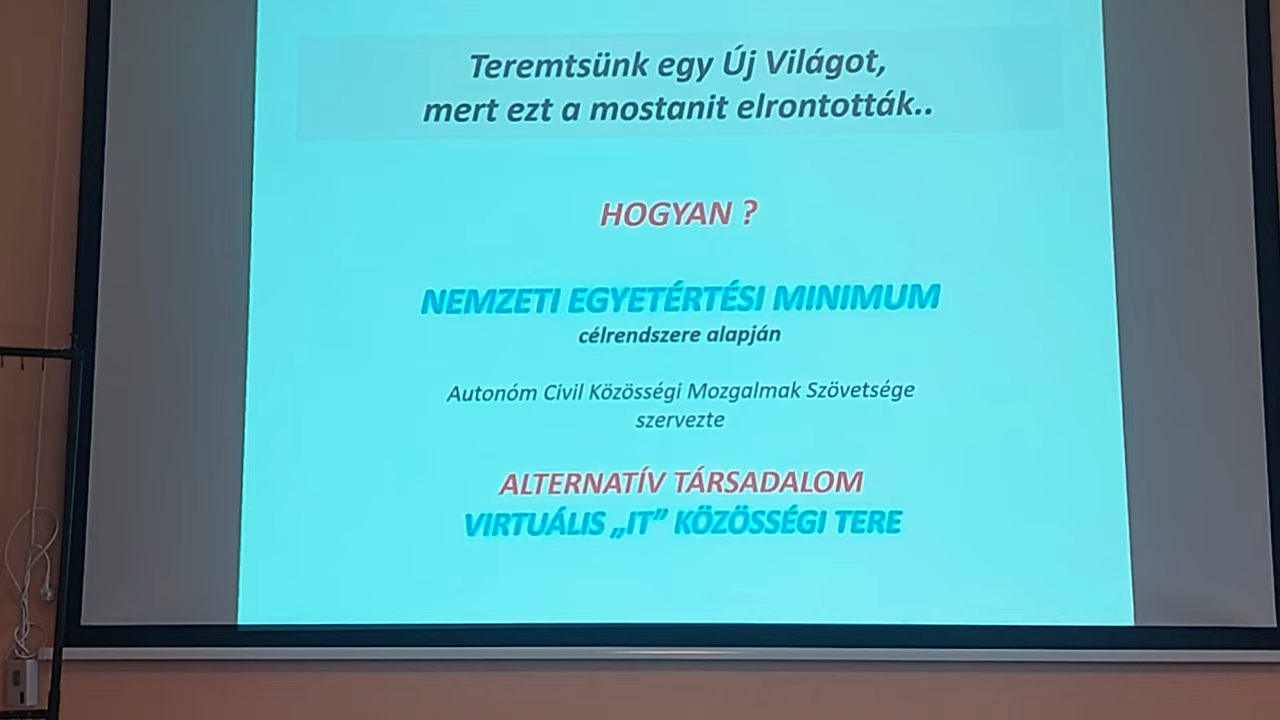 Teremtsünk egy Új Világot,
mert ezt a mostanit elrontották..
HOGYAN ?
NEMZETI EGYETÉRTÉSI MINIMUM
célrendszere alapján
Autonóm Civil Közösségi Mozgalmak Szövetsége
szervezte
ALTERNATÍV TÁRSADALOM
VIRTUÁLIS „IT” KÖZÖSSÉGI TERE